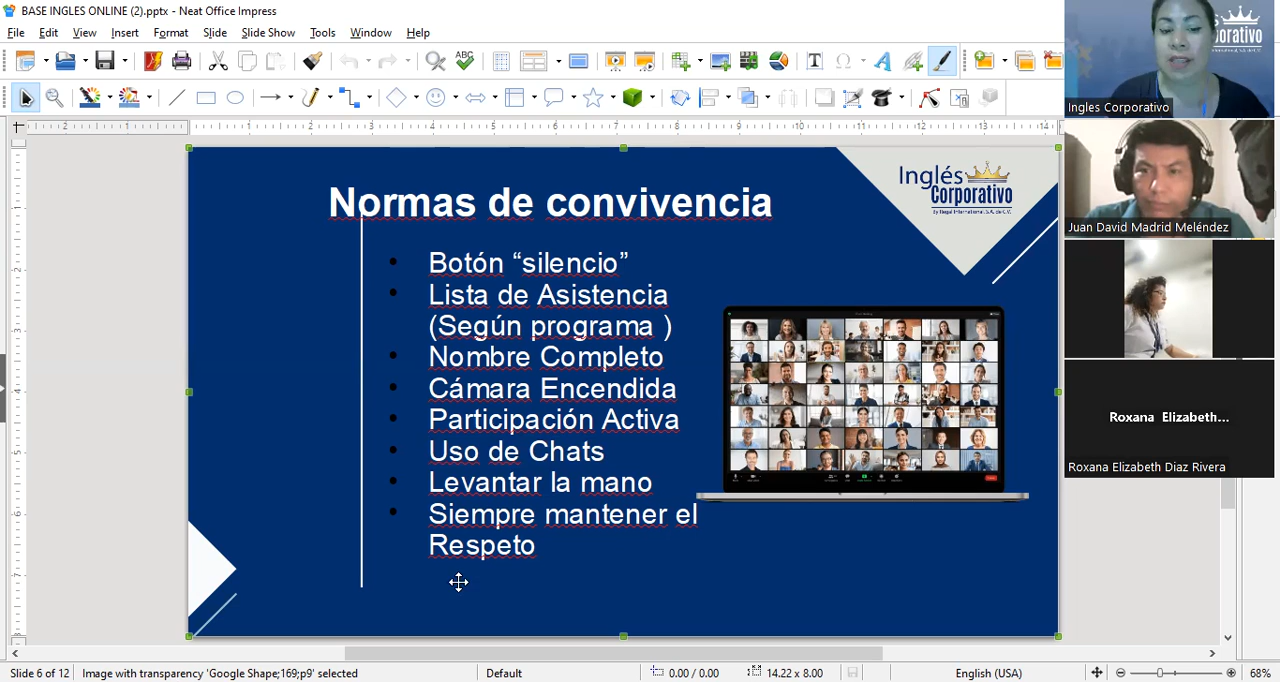 BASE INGLES ONLINE (2).pptx - Neat Office Impress
File Edit View Insert Format Slide Slide Show Tools Window Help
Normas de convivencia
Inglés
Corporativo
by Regal International, S.A. de C.V.
Botón “silencio”
Lista de Asistencia
(Según programa )
Nombre Completo
Cámara Encendida
Participación Activa
Uso de Chats
Levantar la mano
Siempre mantener el
Respeto
Ingles Corporativo
Juan David Madrid Meléndez
Roxana Elizabeth...
Roxana Elizabeth Diaz Rivera
Slide 6 of 12 Image with transparency 'Google Shape;169;p9' selected Default 0.00 / 0.00 14.22 x 8.00 English (USA) 68%